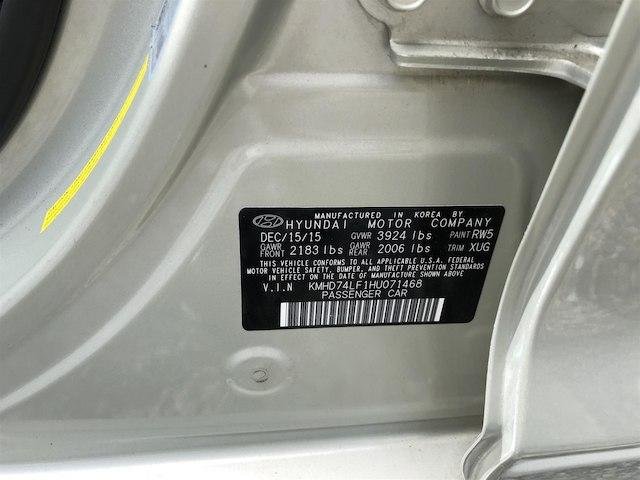 MANUFACTURED IN KOREA BY
HYUNDAI MOTOR COMPANY
DEC/15/15 GVWR 3924 lbs PAINT RW5
GAWR FRONT 2183 lbs GAWR REAR 2006 lbs TRIM XUG
THIS VEHICLE CONFORMS TO ALL APPLICABLE U.S.A. FEDERAL
MOTOR VEHICLE SAFETY, BUMPER, AND THEFT PREVENTION STANDARDS
IN EFFECT ON THE DATE OF MANUFACTURE SHOWN ABOVE
V.I.N KMHD74LF1HU071468
PASSENGER CAR